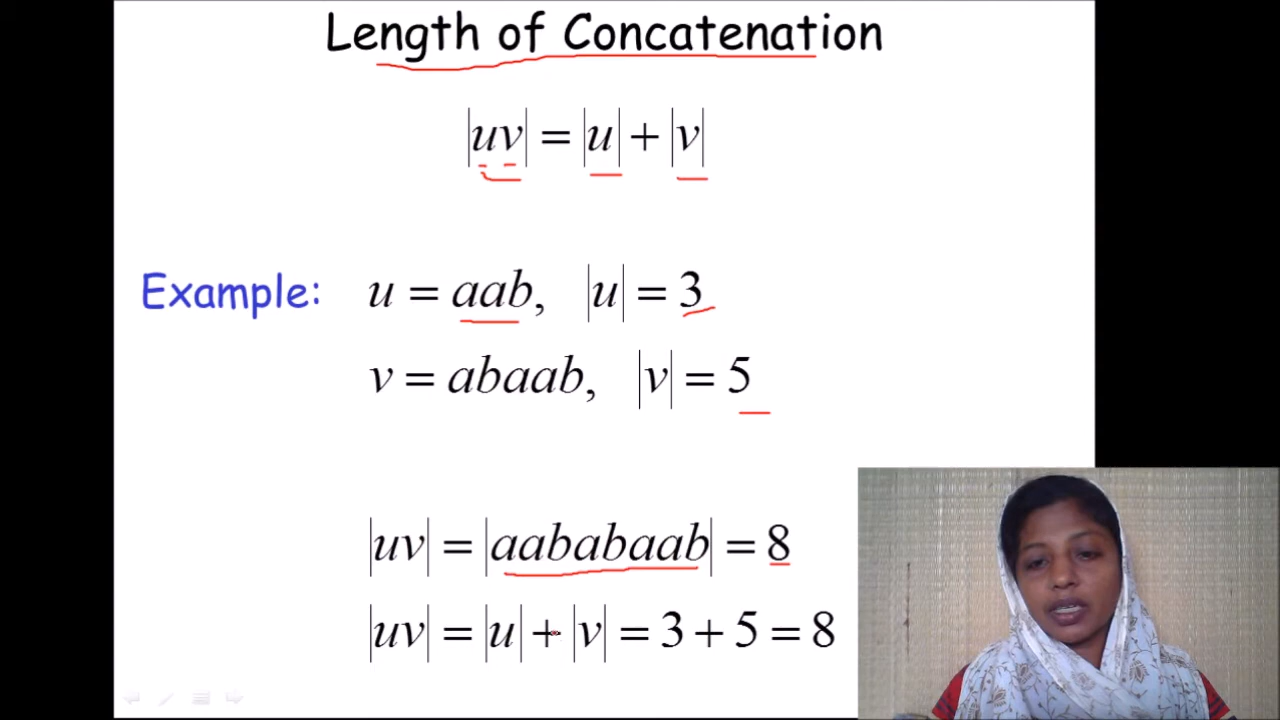 Length of Concatenation
|uv| = |u| + |v|
Example: u = aab, |u| = 3
v = abaab, |v| = 5
|uv| = |aababaab| = 8
|uv| = |u| + |v| = 3 + 5 = 8